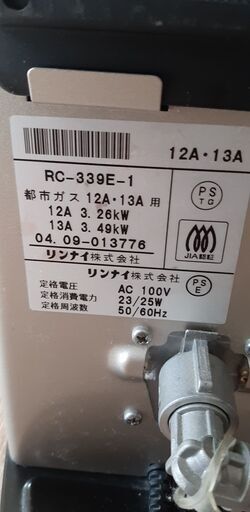 12A・13A
RC-339E-1
都市ガス 12A・13A 用
12A 3.26kW
13A 3.49kW
04.09-013776
リンナイ株式会社
PS
TG
JIA認証
リンナイ株式会社
定格電圧 AC 100V
定格消費電力 23/25W
定格周波数 50/60Hz
PS
E